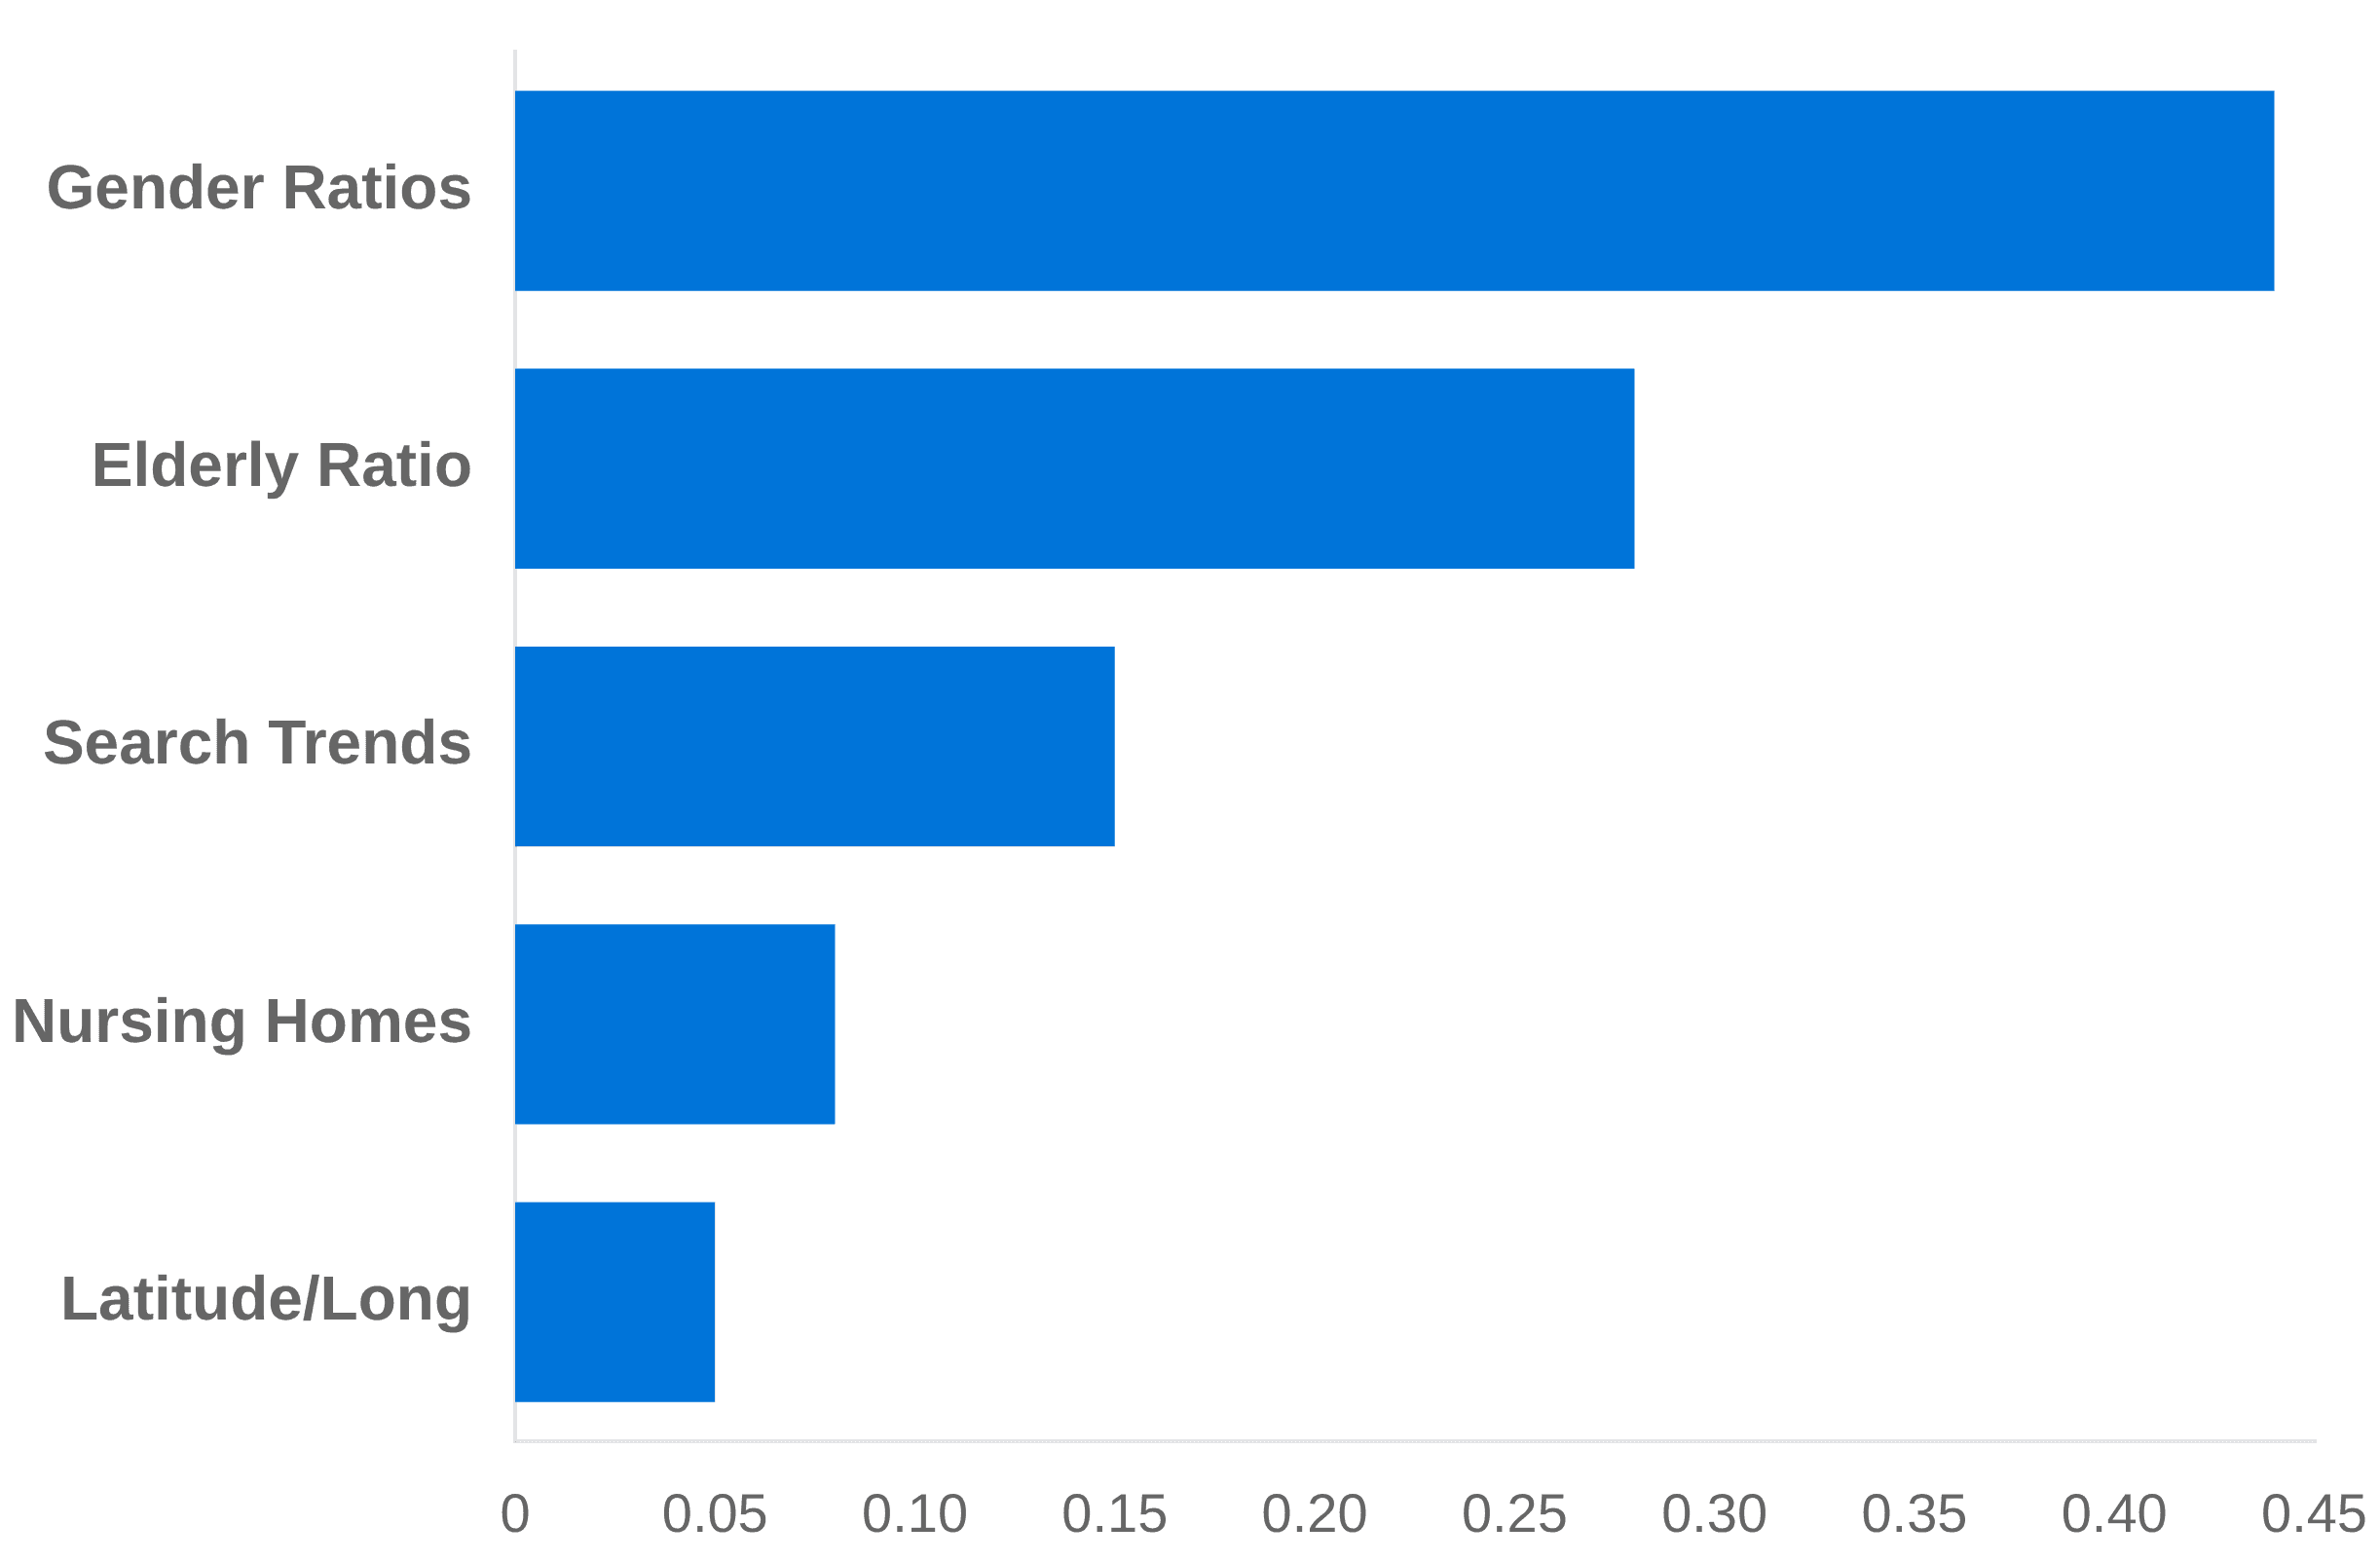 Gender Ratios
Elderly Ratio
Search Trends
Nursing Homes
Latitude/Long
0 0.05 0.10 0.15 0.20 0.25 0.30 0.35 0.40 0.45